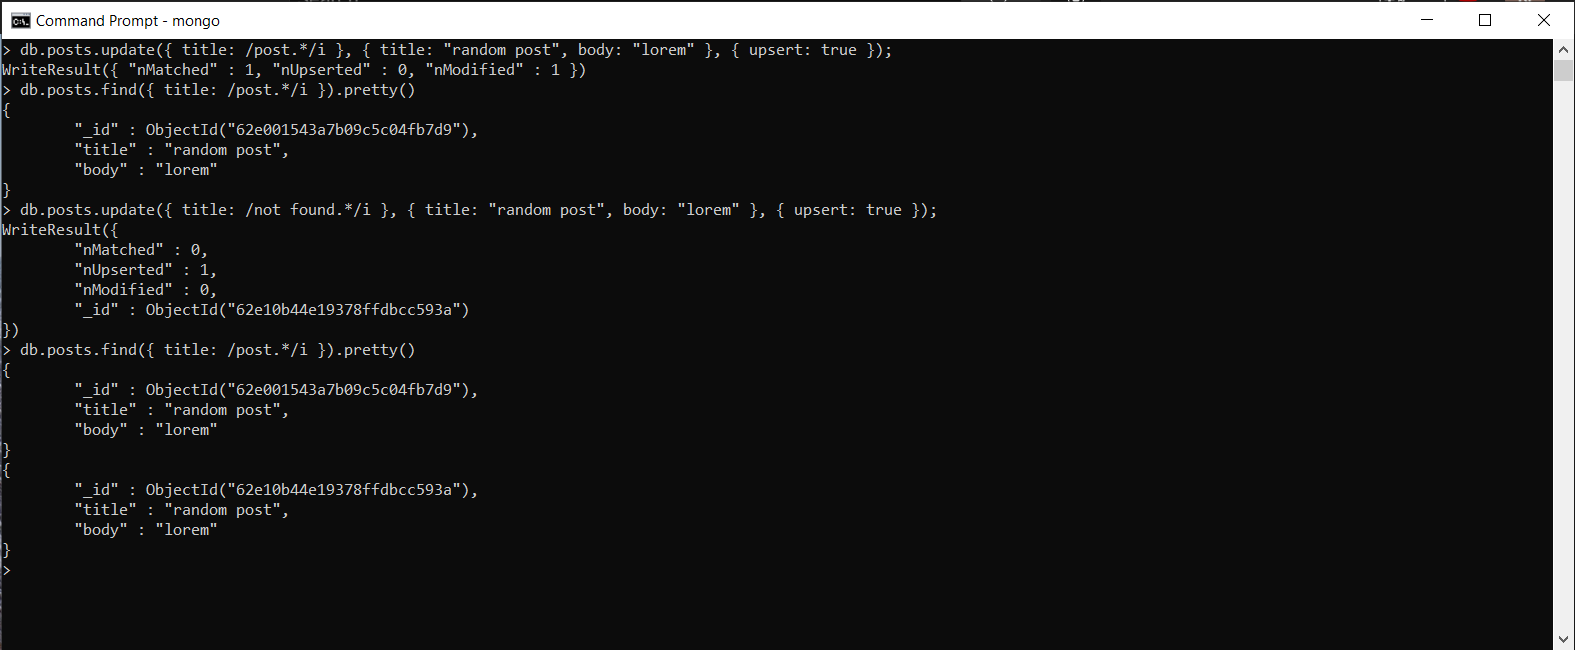 Command Prompt - mongo
> db.posts.update({ title: /post.*/i }, { title: "random post", body: "lorem" }, { upsert: true });
WriteResult({ "nMatched" : 1, "nUpserted" : 0, "nModified" : 1 })
> db.posts.find({ title: /post.*/i }).pretty()
{
        "_id" : ObjectId("62e001543a7b09c5c04fb7d9"),
        "title" : "random post",
        "body" : "lorem"
}
> db.posts.update({ title: /not found.*/i }, { title: "random post", body: "lorem" }, { upsert: true });
WriteResult({
        "nMatched" : 0,
        "nUpserted" : 1,
        "nModified" : 0,
        "_id" : ObjectId("62e10b44e19378ffdbcc593a")
})
> db.posts.find({ title: /post.*/i }).pretty()
{
        "_id" : ObjectId("62e001543a7b09c5c04fb7d9"),
        "title" : "random post",
        "body" : "lorem"
}
{
        "_id" : ObjectId("62e10b44e19378ffdbcc593a"),
        "title" : "random post",
        "body" : "lorem"
}
>